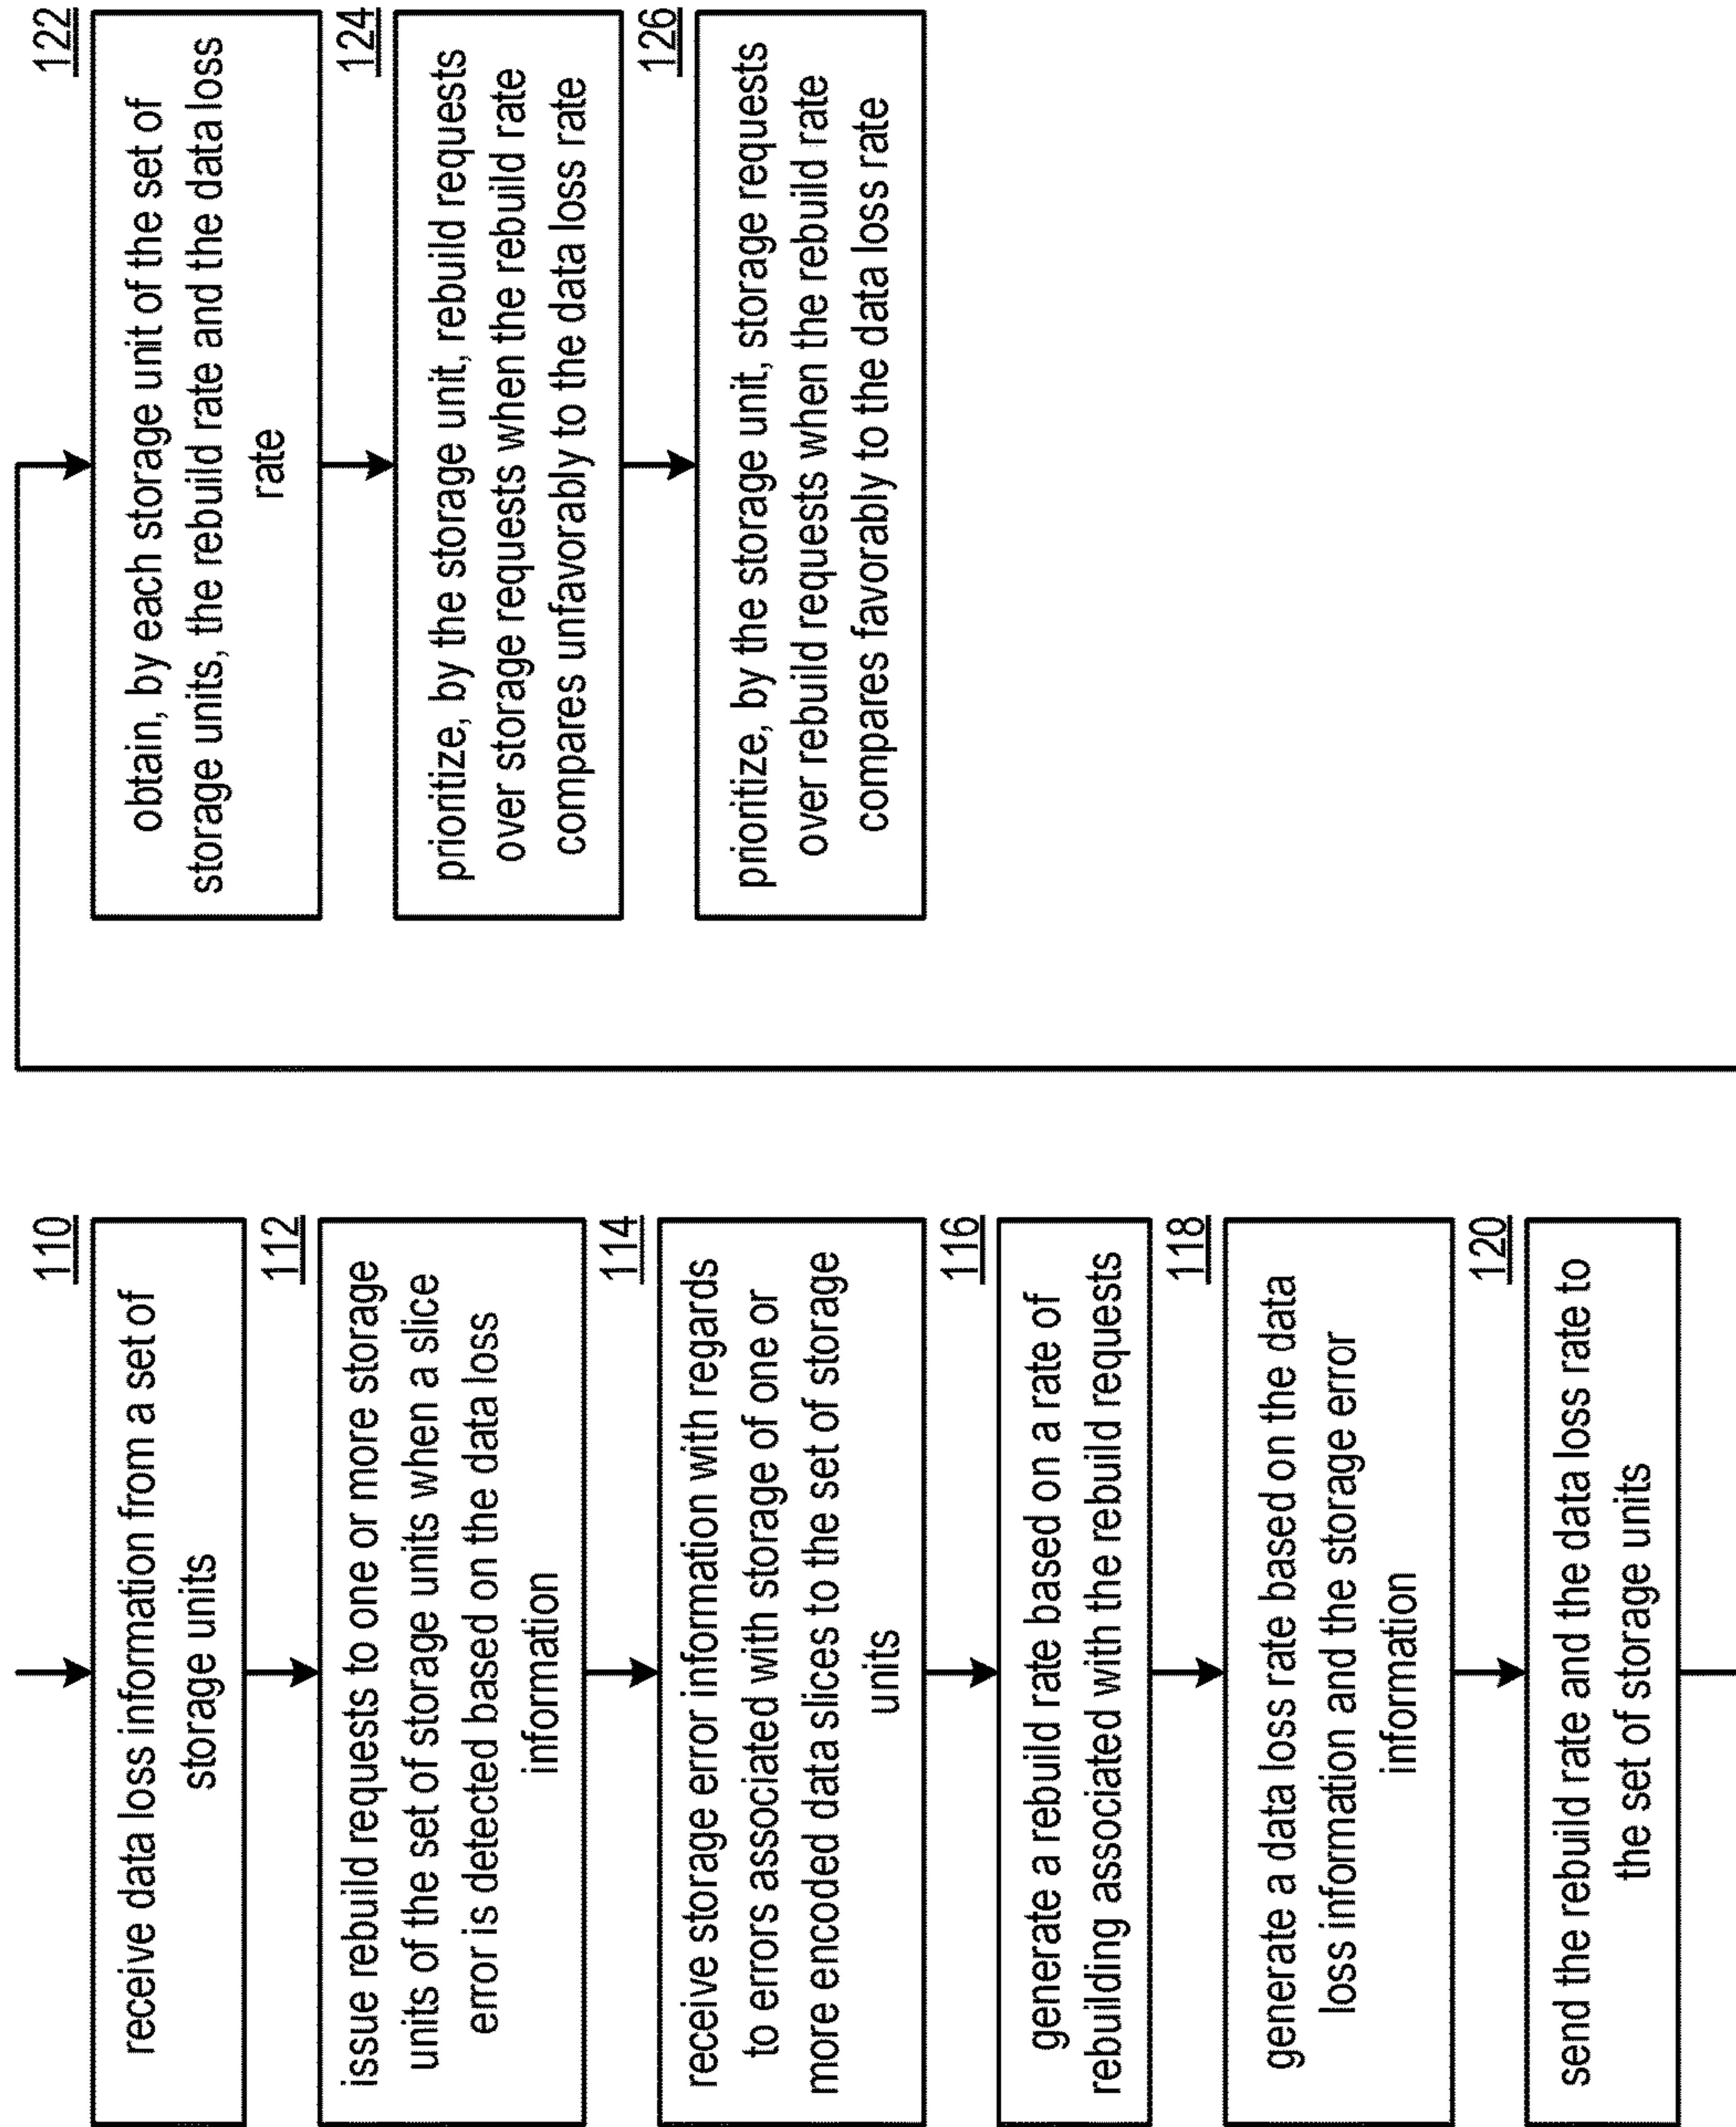 110
receive data loss information from a set of
storage units
112
issue rebuild requests to one or more storage
units of the set of storage units when a slice
error is detected based on the data loss
information
114
receive storage error information with regards
to errors associated with storage of one or
more encoded data slices to the set of storage
units
116
generate a rebuild rate based on a rate of
rebuilding associated with the rebuild requests
118
generate a data loss rate based on the data
loss information and the storage error
information
120
send the rebuild rate and the data loss rate to
the set of storage units
122
obtain, by each storage unit of the set of
storage units, the rebuild rate and the data loss
rate
124
prioritize, by the storage unit, rebuild requests
over storage requests when the rebuild rate
compares unfavorably to the data loss rate
126
prioritize, by the storage unit, storage requests
over rebuild requests when the rebuild rate
compares favorably to the data loss rate